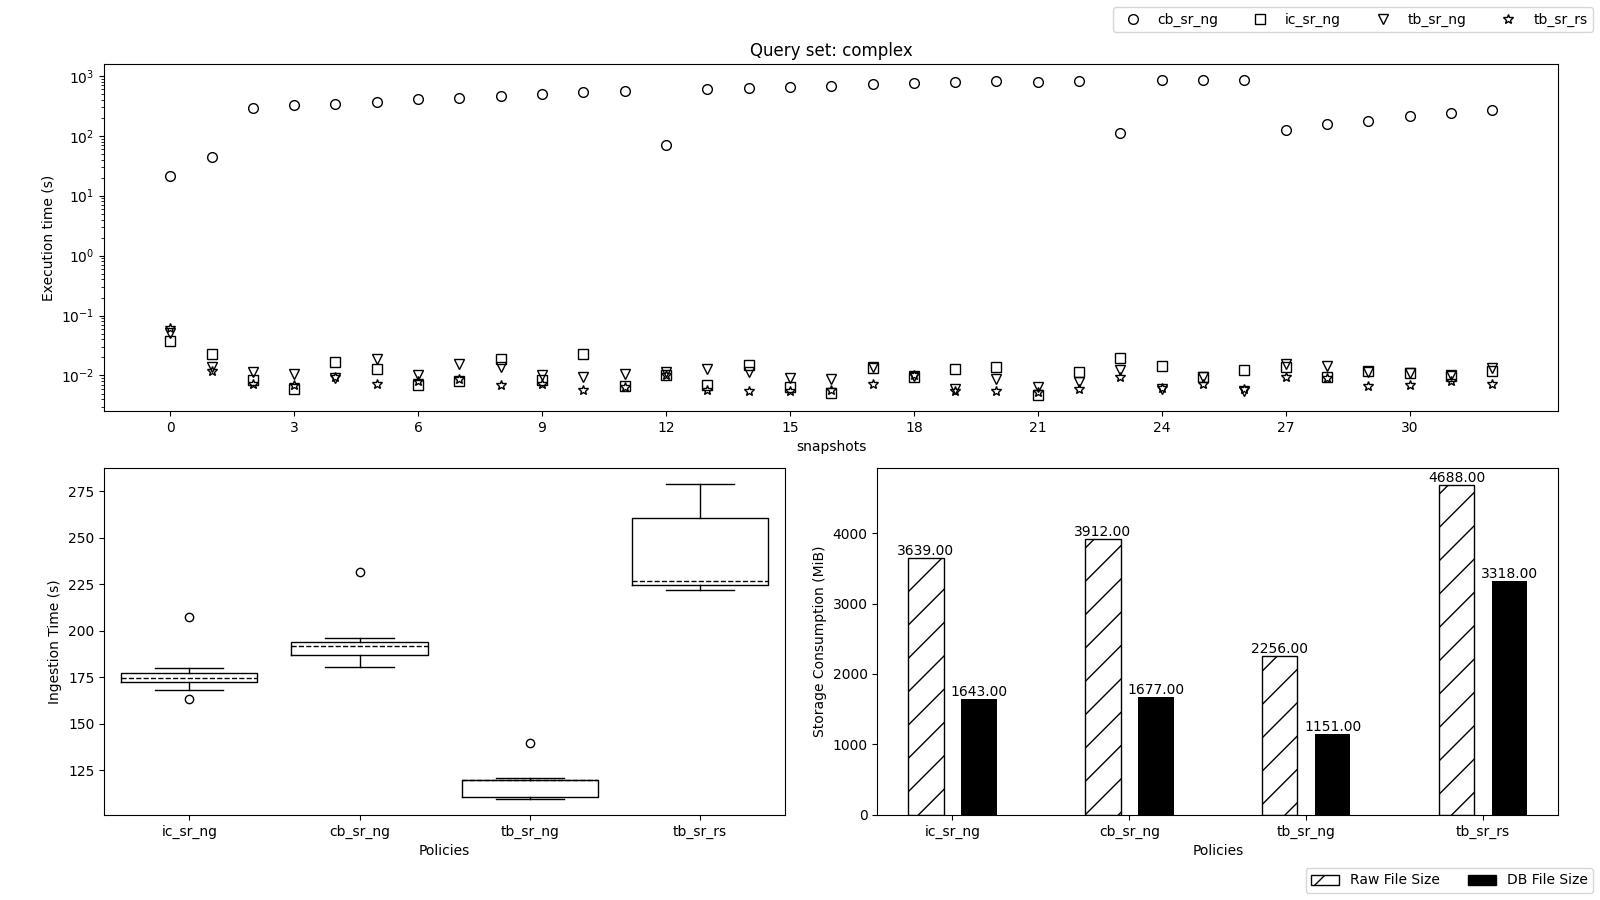 cb_sr_ng ic_sr_ng tb_sr_ng tb_sr_rs
Query set: complex
Execution time (s)
10³
10²
10¹
10⁰
10⁻¹
10⁻²
0 3 6 9 12 15 18 21 24 27 30
snapshots
Ingestion Time (s)
275
250
225
200
175
150
125
ic_sr_ng cb_sr_ng tb_sr_ng tb_sr_rs
Policies
Storage Consumption (MiB)
4000
3000
2000
1000
0
3639.00
1643.00
3912.00
1677.00
2256.00
1151.00
4688.00
3318.00
ic_sr_ng cb_sr_ng tb_sr_ng tb_sr_rs
Policies
Raw File Size DB File Size